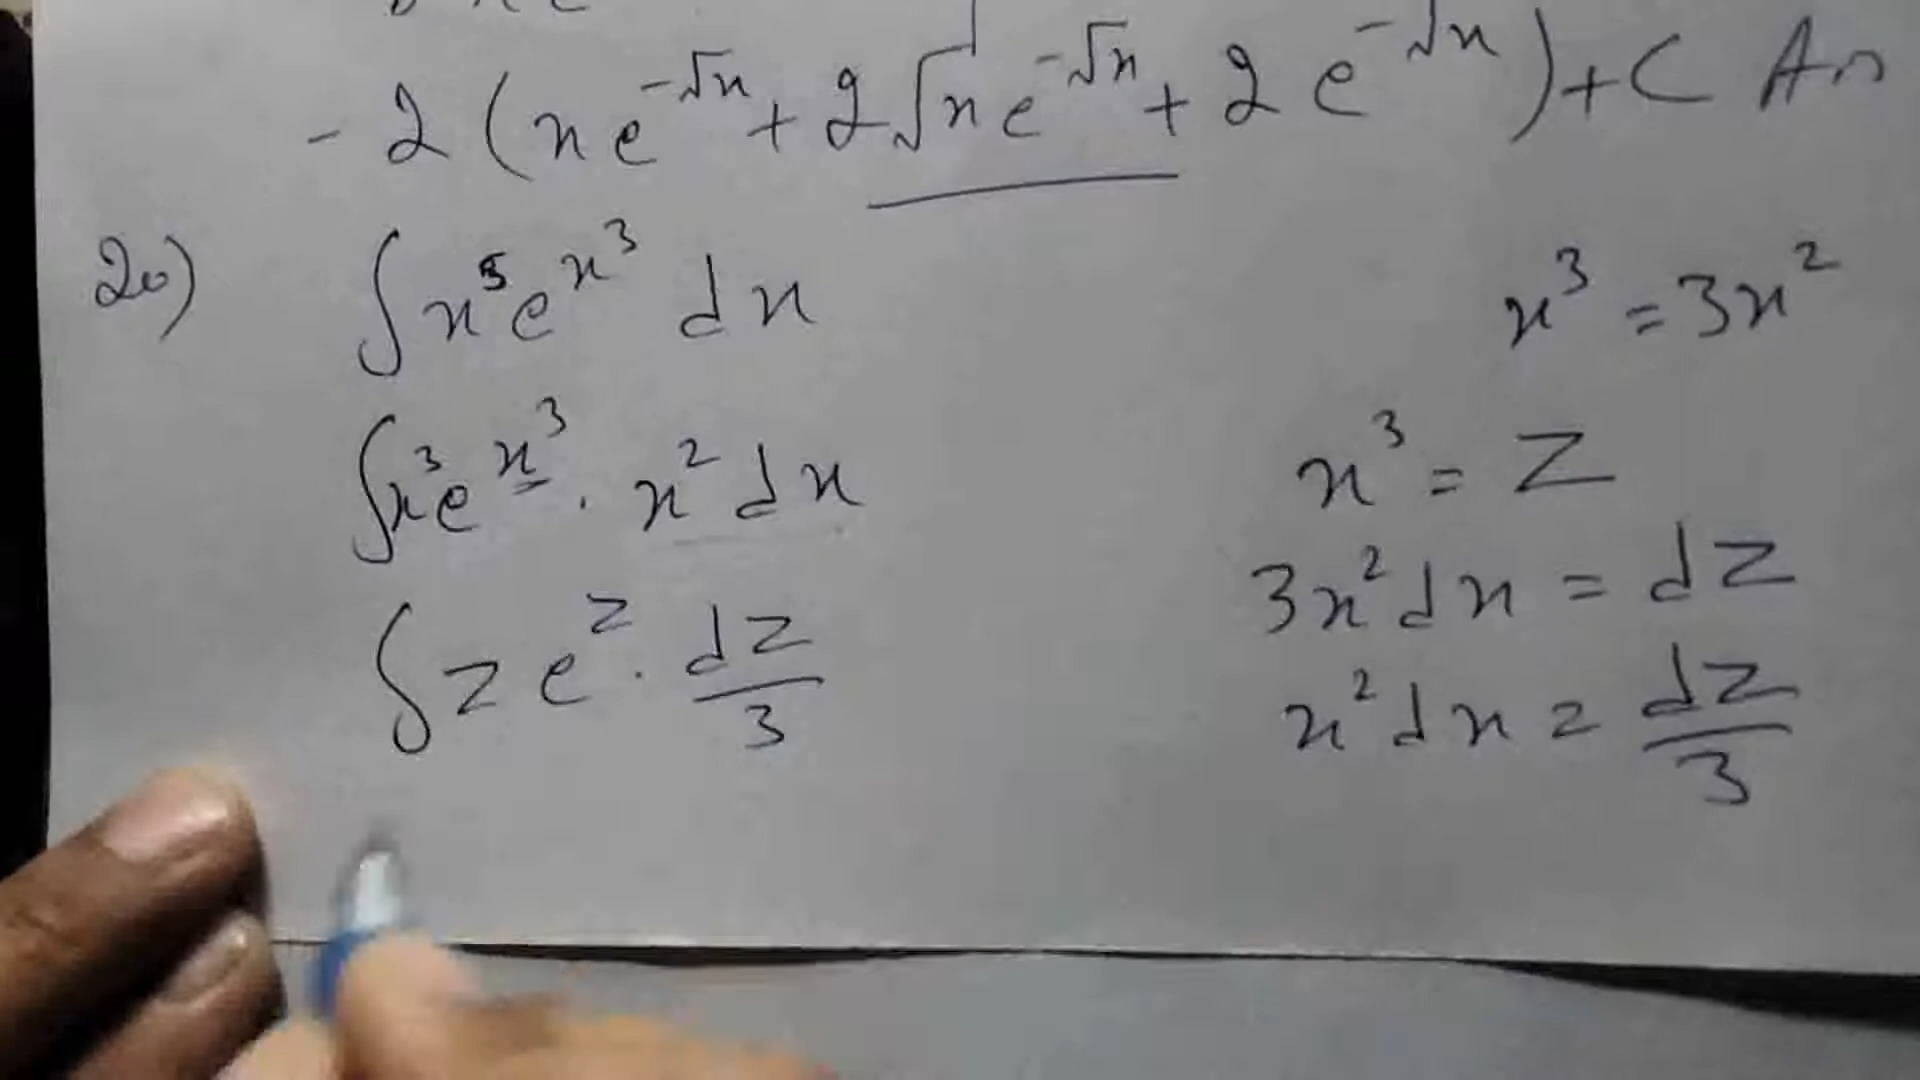 -2 (xe^{-√x} + 2√x e^{-√x} + 2e^{-√x}) + C An
20) ∫x^5 e^{x^3} dx
x^3 = 3x^2
∫x^3 e^{x^3} . x^2 dx
x^3 = z
3x^2 dx = dz
∫z e^z . dz/3
x^2 dx = dz/3